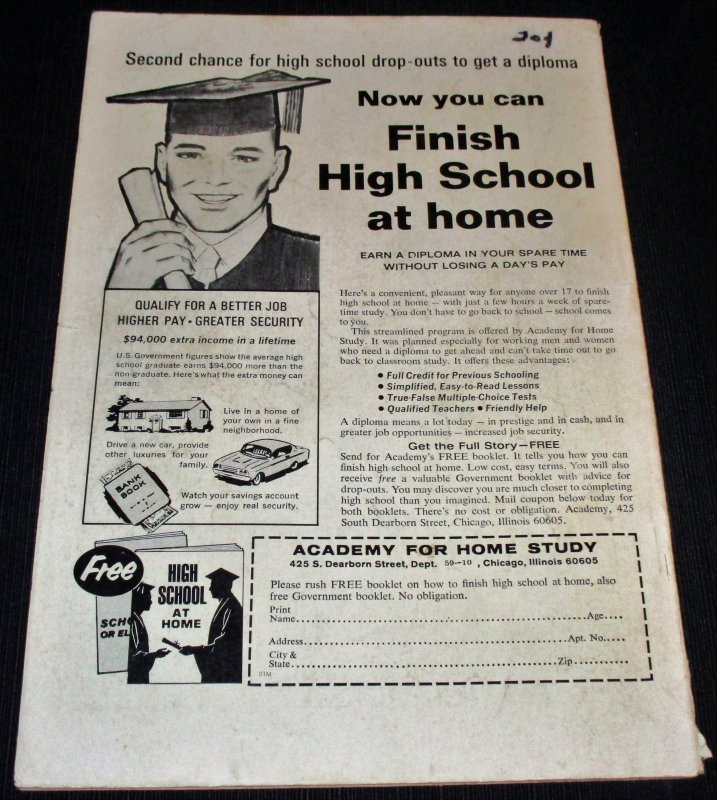 Second chance for high school drop-outs to get a diploma
Now you can
Finish
High School
at home
EARN A DIPLOMA IN YOUR SPARE TIME
WITHOUT LOSING A DAY'S PAY
QUALIFY FOR A BETTER JOB
HIGHER PAY • GREATER SECURITY
$94,000 extra income in a lifetime
U.S. Government figures show the average high
school graduate earns $94,000 more than the
non-graduate. Here's what the extra money can
mean:
Live in a home of
your own in a fine
neighborhood.
Drive a new car, provide
other luxuries for your
family.
BANK
BOOK
Watch your savings account
grow — enjoy real security.
Here's a convenient, pleasant way for anyone over 17 to finish
high school at home — with just a few hours a week of spare-
time study. You don't have to go back to school — school comes
to you.
This streamlined program is offered by Academy for Home
Study. It was planned especially for working men and women
who need a diploma to get ahead and can't take time out to go
back to classroom study. It offers these advantages:
• Full Credit for Previous Schooling
• Simplified, Easy-to-Read Lessons
• True-False Multiple-Choice Tests
• Qualified Teachers • Friendly Help
A diploma means a lot today — in prestige and in cash, and in
greater job opportunities — increased job security.
Get the Full Story—FREE
Send for Academy's FREE booklet. It tells you how you can
finish high school at home. Low cost, easy terms. You will also
receive free a valuable Government booklet with advice for
drop-outs. You may discover you are much closer to completing
high school than you imagined. Mail coupon below today for
both booklets. There's no cost or obligation. Academy, 425
South Dearborn Street, Chicago, Illinois 60605.
Free
SCH
OR EL
HIGH
SCHOOL
AT
HOME
ACADEMY FOR HOME STUDY
425 S. Dearborn Street, Dept. 59-10 , Chicago, Illinois 60605
Please rush FREE booklet on how to finish high school at home, also
free Government booklet. No obligation.
Print
Name Age
Address Apt. No.
City &
State Zip
01M